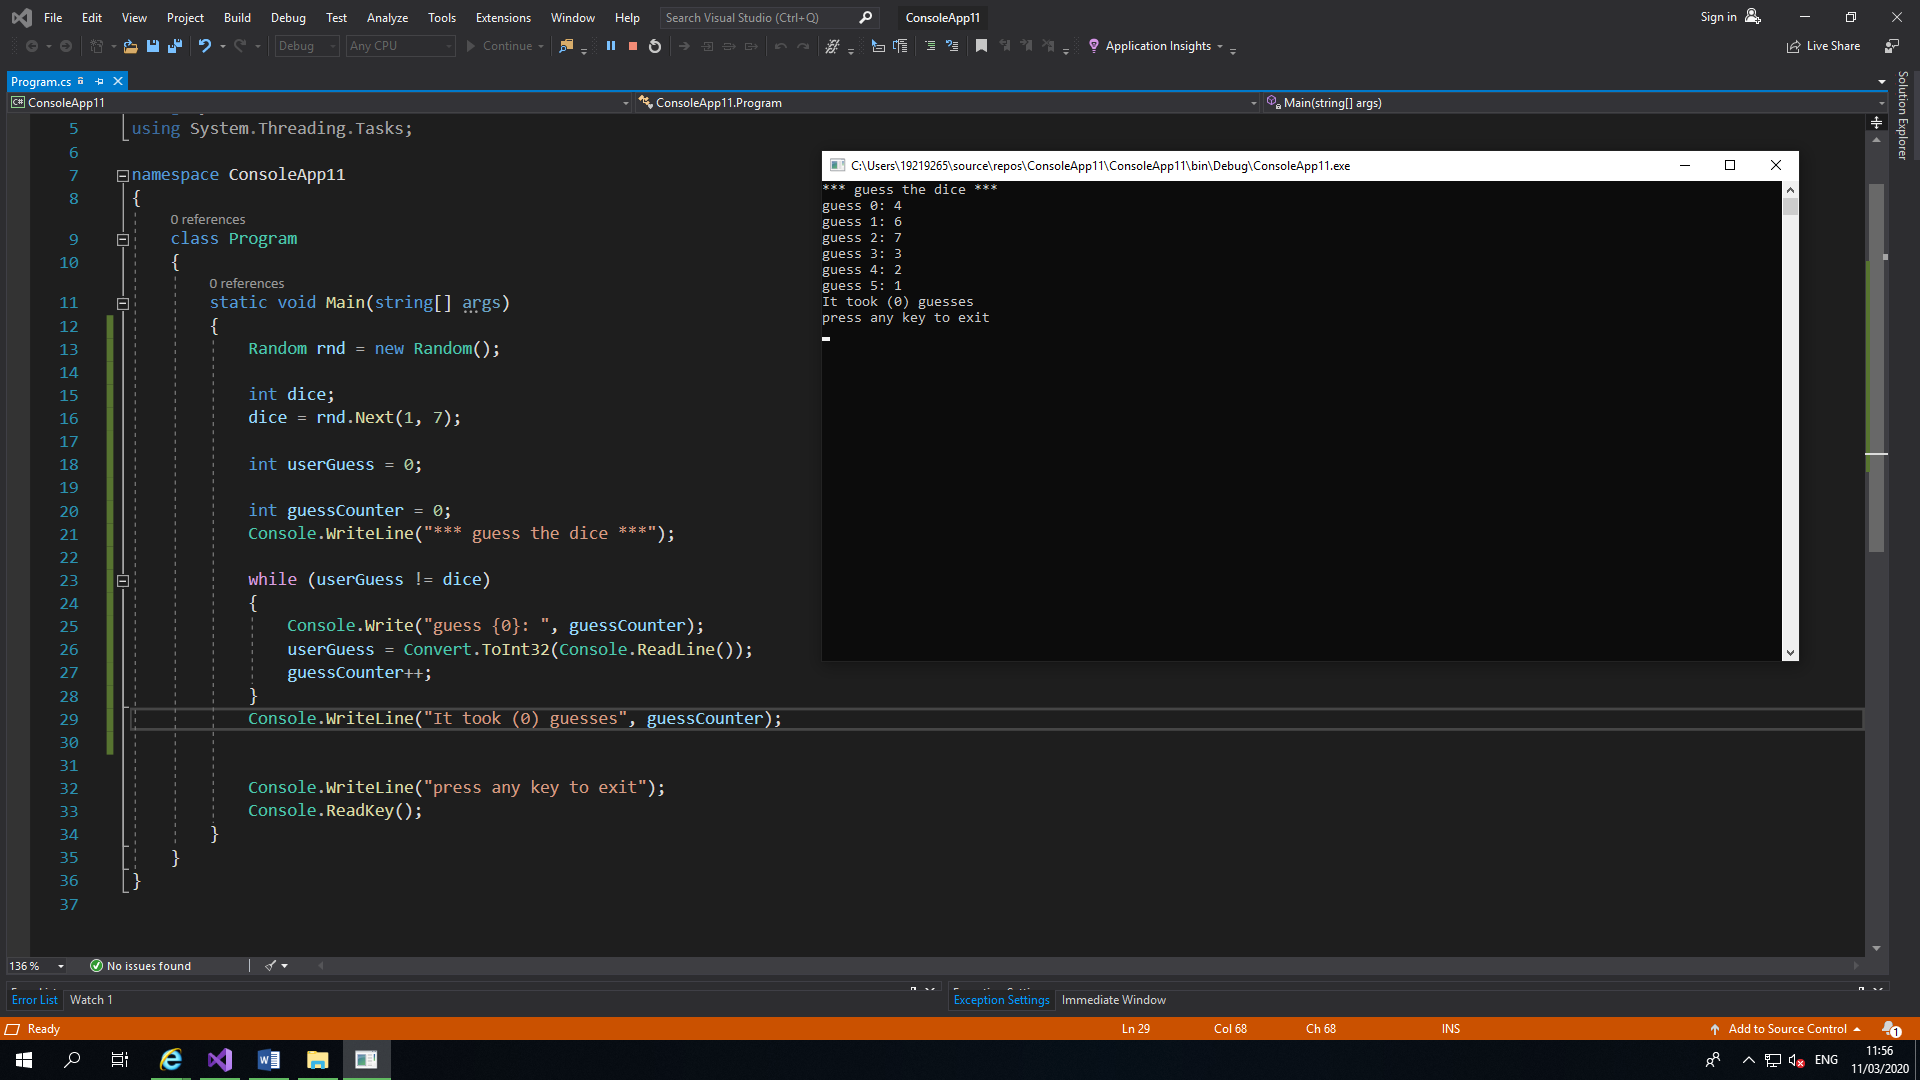 File Edit View Project Build Debug Test Analyze Tools Extensions Window Help Search Visual Studio (Ctrl+Q) ConsoleApp11 Sign in
Debug Any CPU Continue Application Insights Live Share
Program.cs
ConsoleApp11 ConsoleApp11.Program Main(string[] args)
Solution Explorer
5 using System.Threading.Tasks;
6
7 namespace ConsoleApp11
8 {
0 references
9 class Program
10 {
0 references
11 static void Main(string[] args)
12 {
13 Random rnd = new Random();
14
15 int dice;
16 dice = rnd.Next(1, 7);
17
18 int userGuess = 0;
19
20 int guessCounter = 0;
21 Console.WriteLine("*** guess the dice ***");
22
23 while (userGuess != dice)
24 {
25 Console.Write("guess {0}: ", guessCounter);
26 userGuess = Convert.ToInt32(Console.ReadLine());
27 guessCounter++;
28 }
29 Console.WriteLine("It took (0) guesses", guessCounter);
30
31
32 Console.WriteLine("press any key to exit");
33 Console.ReadKey();
34 }
35 }
36 }
37
C:\Users\19219265\source\repos\ConsoleApp11\ConsoleApp11\bin\Debug\ConsoleApp11.exe
*** guess the dice ***
guess 0: 4
guess 1: 6
guess 2: 7
guess 3: 3
guess 4: 2
guess 5: 1
It took (0) guesses
press any key to exit
136 % No issues found
Error List Watch 1 Exception Settings Immediate Window
Ready Ln 29 Col 68 Ch 68 INS Add to Source Control 1
ENG 11:56
11/03/2020